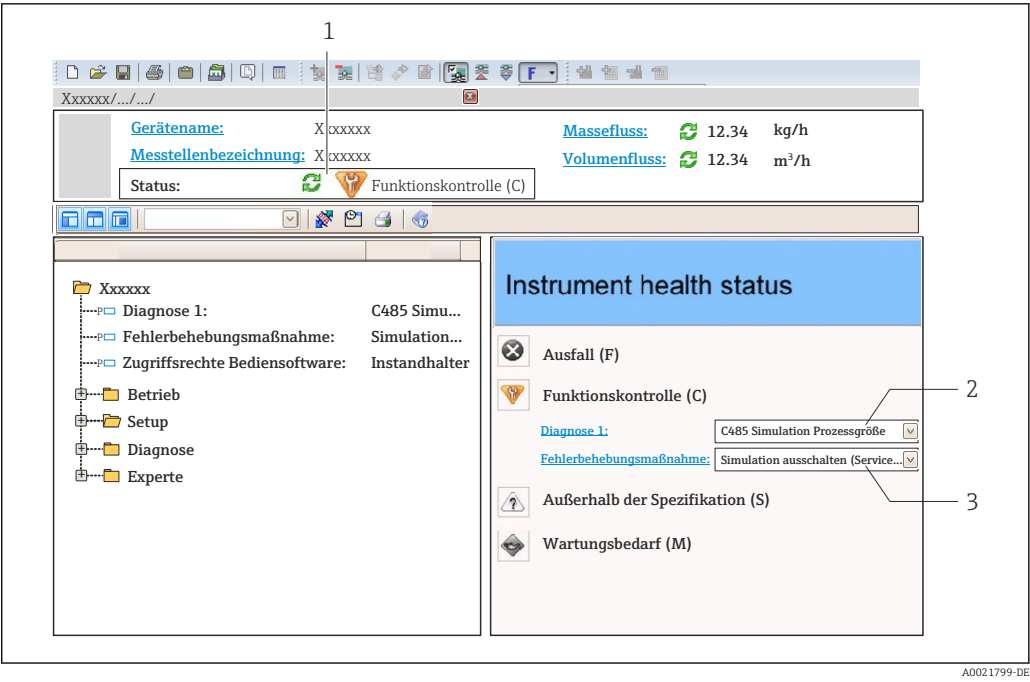 1
F
Xxxxxx/.../.../
Gerätename: Xxxxxxx Massefluss: 12.34 kg/h
Messtellenbezeichnung: Xxxxxxx Volumenfluss: 12.34 m³/h
Status: Funktionskontrolle (C)
Xxxxxx
P Diagnose 1: C485 Simu...
P Fehlerbehebungsmaßnahme: Simulation...
P Zugriffsrechte Bediensoftware: Instandhalter
Betrieb
Setup
Diagnose
Experte
Instrument health status
Ausfall (F)
Funktionskontrolle (C)
2
Diagnose 1: C485 Simulation Prozessgröße
Fehlerbehebungsmaßnahme: Simulation ausschalten (Service...
Außerhalb der Spezifikation (S)
3
Wartungsbedarf (M)
A0021799-DE